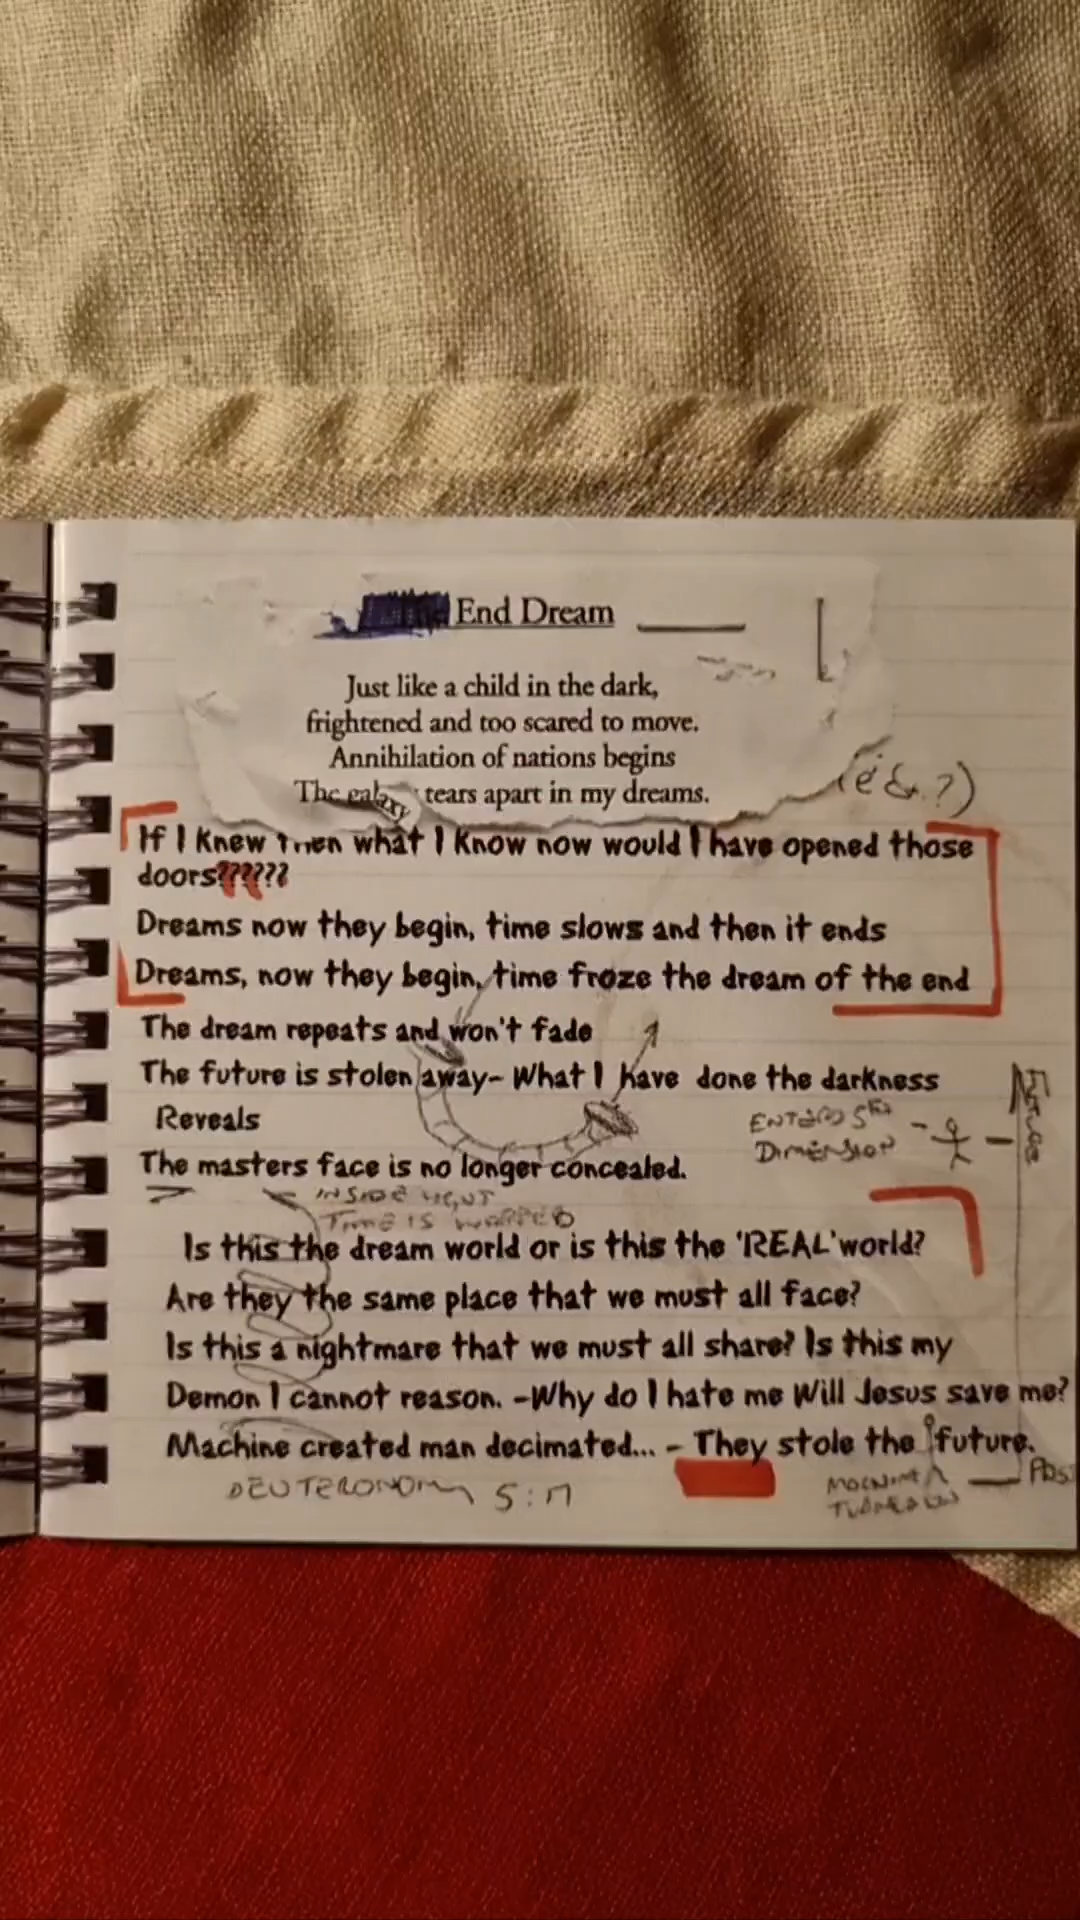 End Dream
Just like a child in the dark,
frightened and too scared to move.
Annihilation of nations begins
The galaxy tears apart in my dreams.
(e &?)
If I Knew Then what I Know now would I have opened those
doors??????
Dreams now they begin, time slows and then it ends
Dreams, now they begin, time froze the dream of the end
The dream repeats and won't fade
The future is stolen away- What I have done the darkness
Reveals
ENTERS 5th
DIMENSION
FUTURE
The masters face is no longer concealed.
INSIDE
TIME IS WARPED
Is this the dream world or is this the 'REAL' world?
Are they the same place that we must all face?
Is this a nightmare that we must all share? Is this my
Demon I cannot reason. -Why do I hate me Will Jesus save me?
Machine created man decimated... - They stole the future.
DEUTERONOMY 5:17